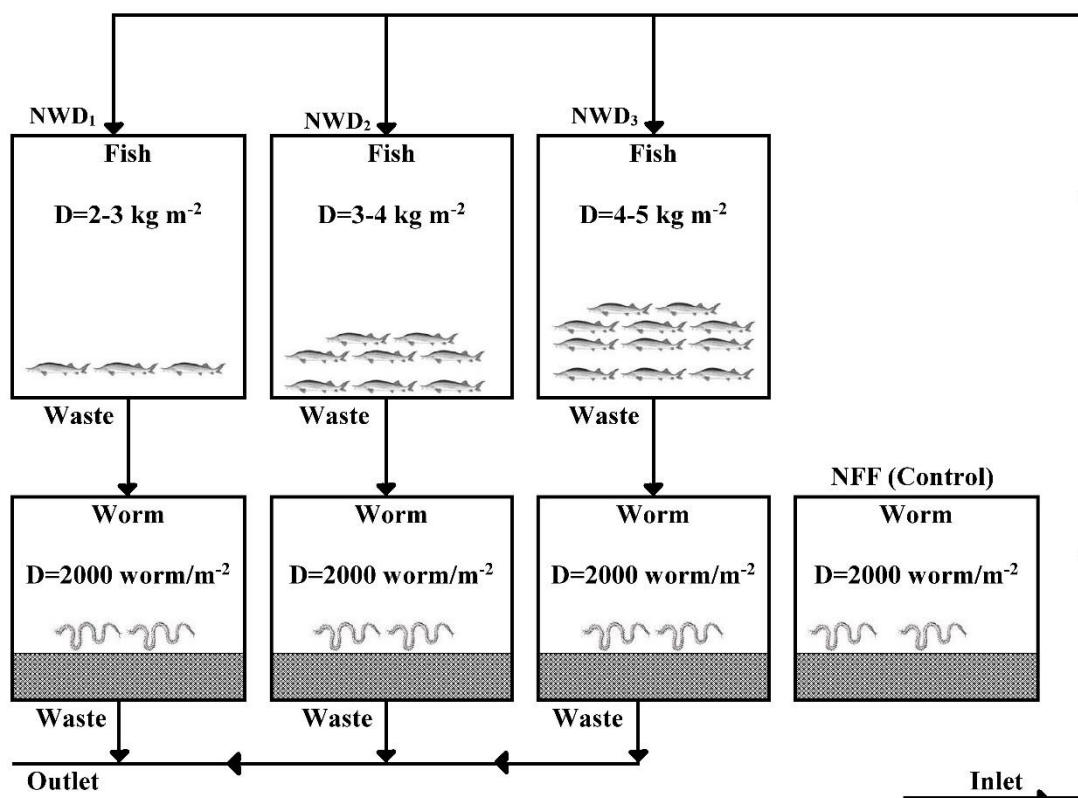 NWD₁
NWD₂
NWD₃
Fish
Fish
Fish
D=2-3 kg m⁻²
D=3-4 kg m⁻²
D=4-5 kg m⁻²
Waste
Waste
Waste
NFF (Control)
Worm
Worm
Worm
Worm
D=2000 worm/m⁻²
D=2000 worm/m⁻²
D=2000 worm/m⁻²
D=2000 worm/m⁻²
Waste
Waste
Waste
Outlet
Inlet